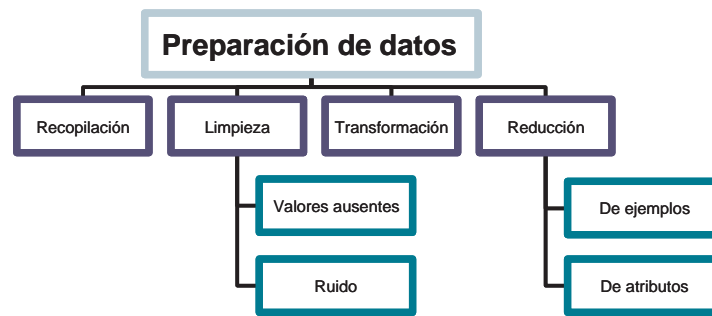 Preparación de datos
Recopilación
Limpieza
Transformación
Reducción
Valores ausentes
De ejemplos
Ruido
De atributos